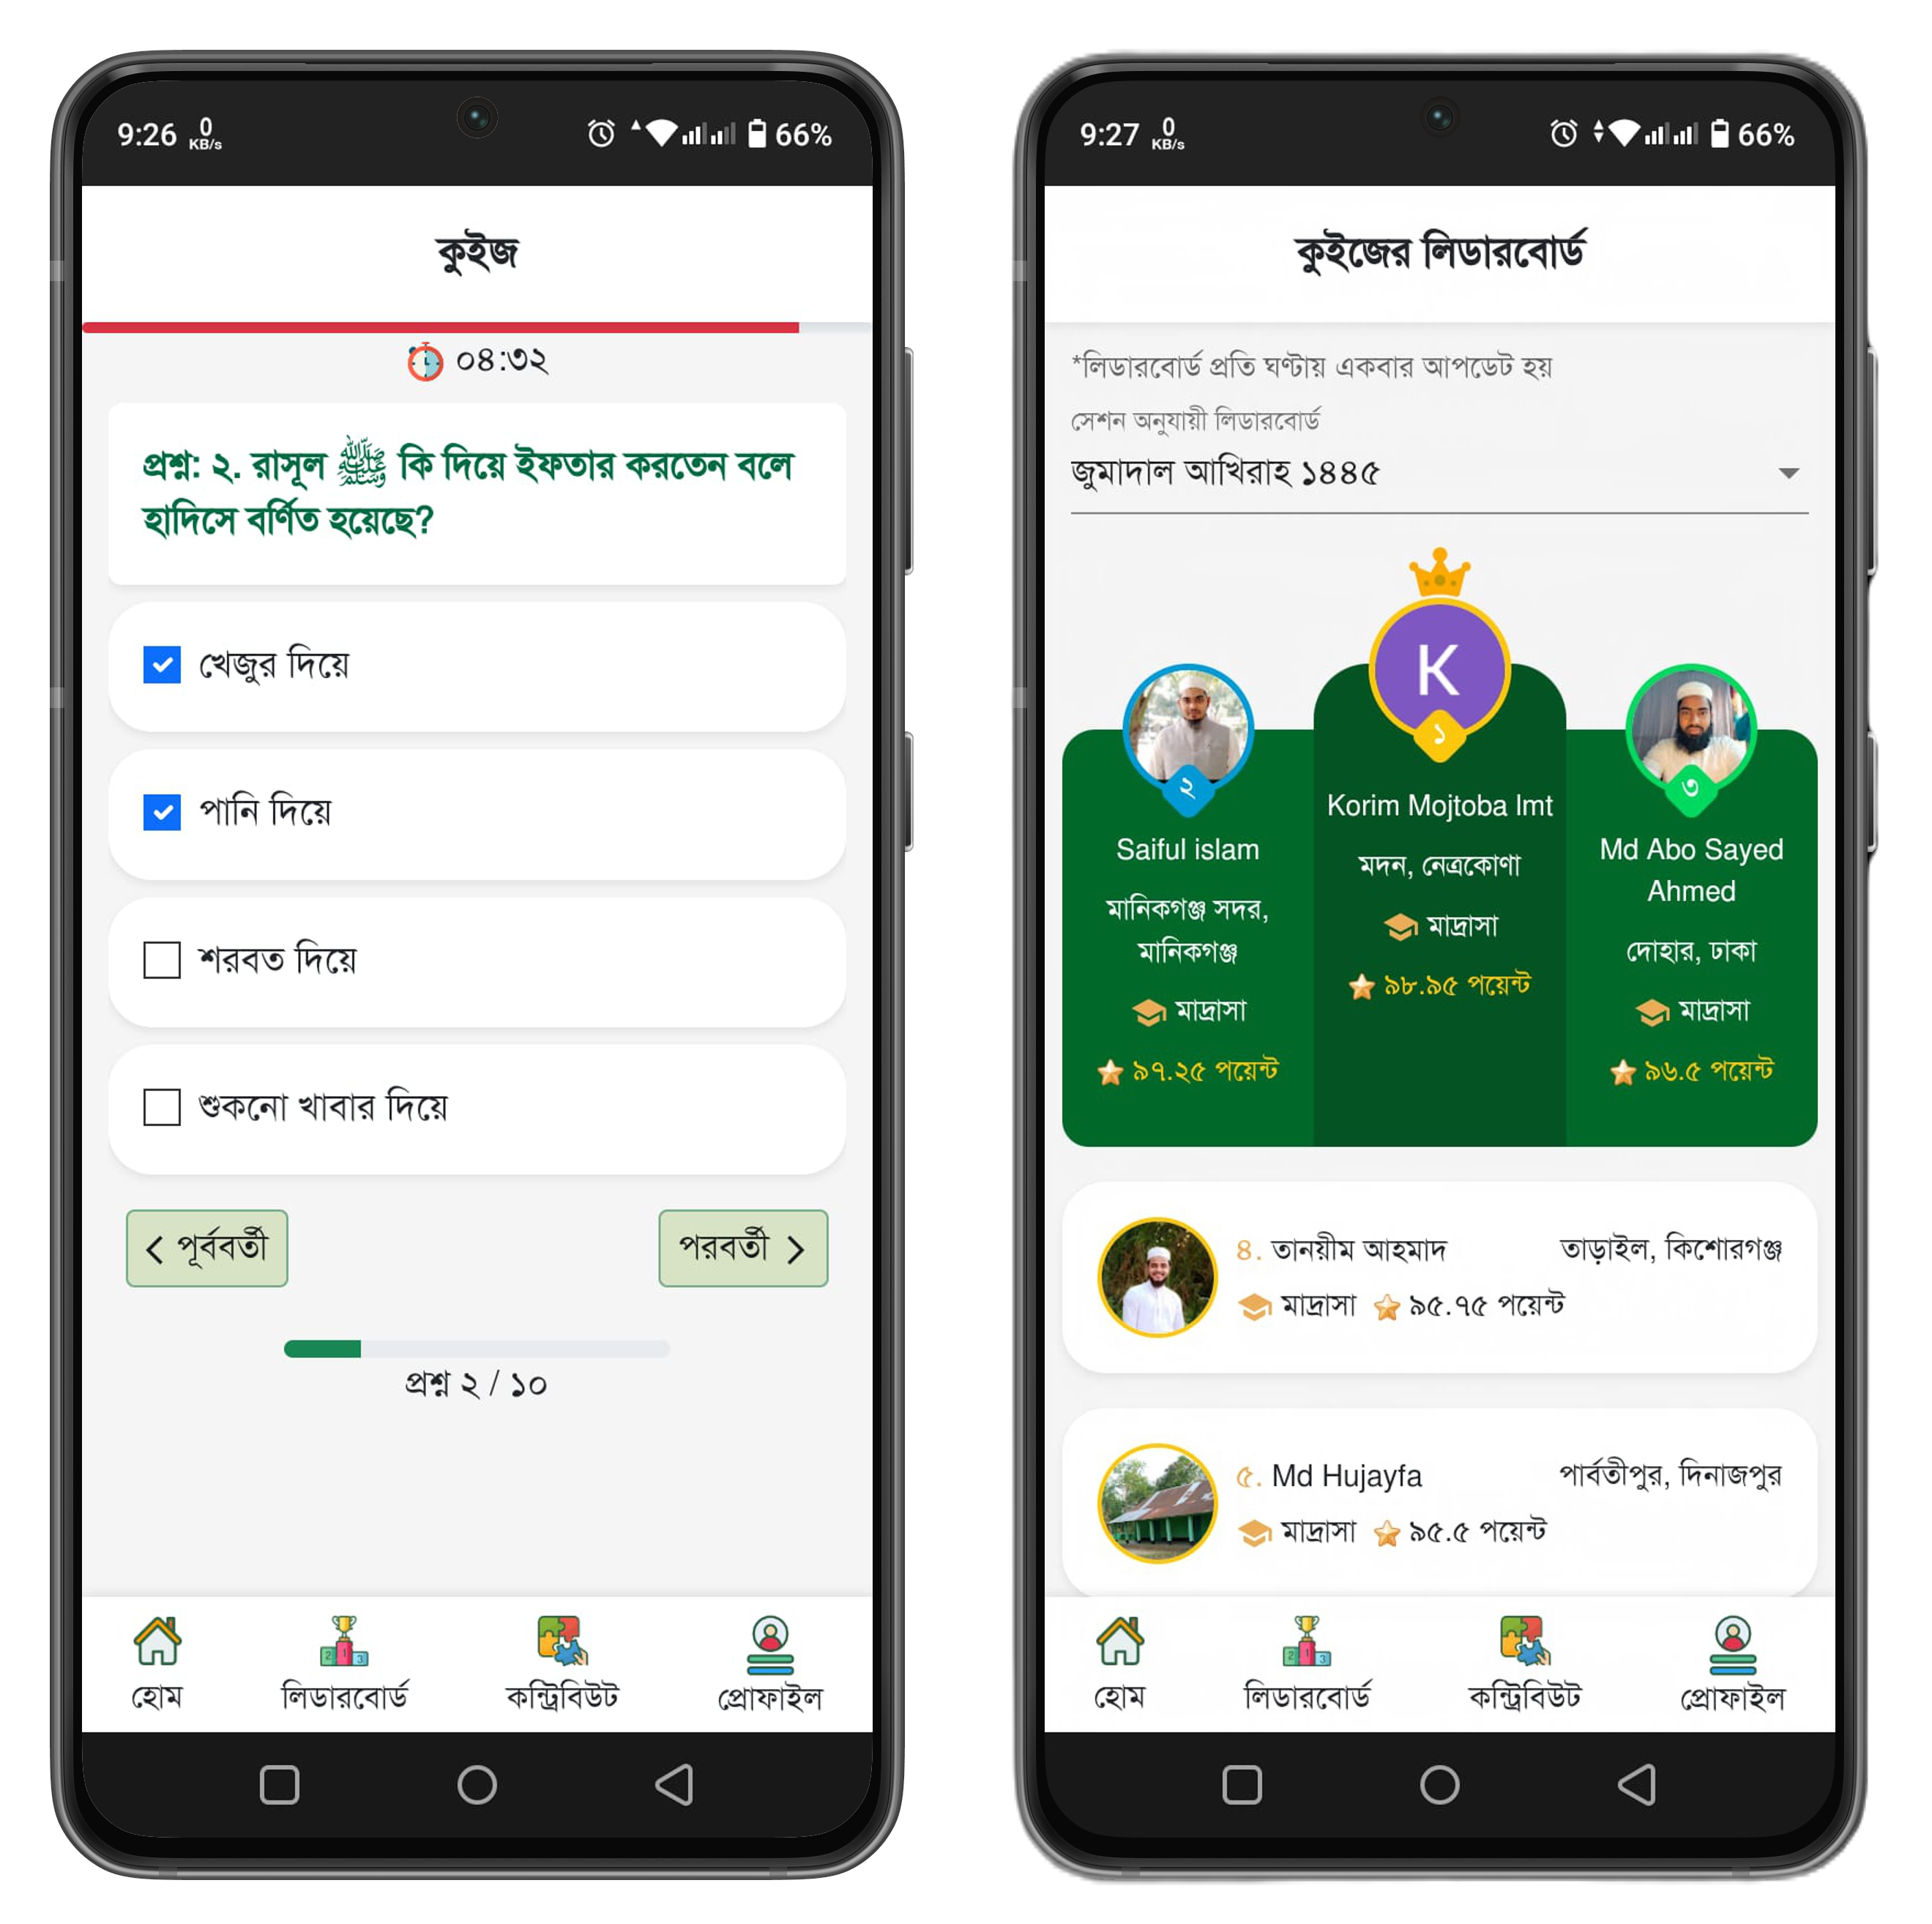 9:26 0 KB/s 66%
কুইজ
০৪:৩২
প্রশ্ন: ২. রাসূল ﷺ কি দিয়ে ইফতার করতেন বলে
হাদিসে বর্ণিত হয়েছে?
খেজুর দিয়ে
পানি দিয়ে
শরবত দিয়ে
শুকনো খাবার দিয়ে
পূর্ববর্তী
পরবর্তী
প্রশ্ন ২ / ১০
হোম লিডারবোর্ড কন্ট্রিবিউট প্রোফাইল
9:27 0 KB/s 66%
কুইজের লিডারবোর্ড
*লিডারবোর্ড প্রতি ঘণ্টায় একবার আপডেট হয়
সেশন অনুযায়ী লিডারবোর্ড
জুমাদাল আখিরাহ ১৪৪৫
K
১
Korim Mojtoba lmt
মদন, নেত্রকোণা
মাদ্রাসা
৯৮.৯৫ পয়েন্ট
২
Saiful islam
মানিকগঞ্জ সদর,
মানিকগঞ্জ
মাদ্রাসা
৯৭.২৫ পয়েন্ট
৩
Md Abo Sayed
Ahmed
দোহার, ঢাকা
মাদ্রাসা
৯৬.৫ পয়েন্ট
৪. তানয়ীম আহমাদ তাড়াইল, কিশোরগঞ্জ
মাদ্রাসা ৯৫.৭৫ পয়েন্ট
৫. Md Hujayfa পার্বতীপুর, দিনাজপুর
মাদ্রাসা ৯৫.৫ পয়েন্ট
হোম লিডারবোর্ড কন্ট্রিবিউট প্রোফাইল